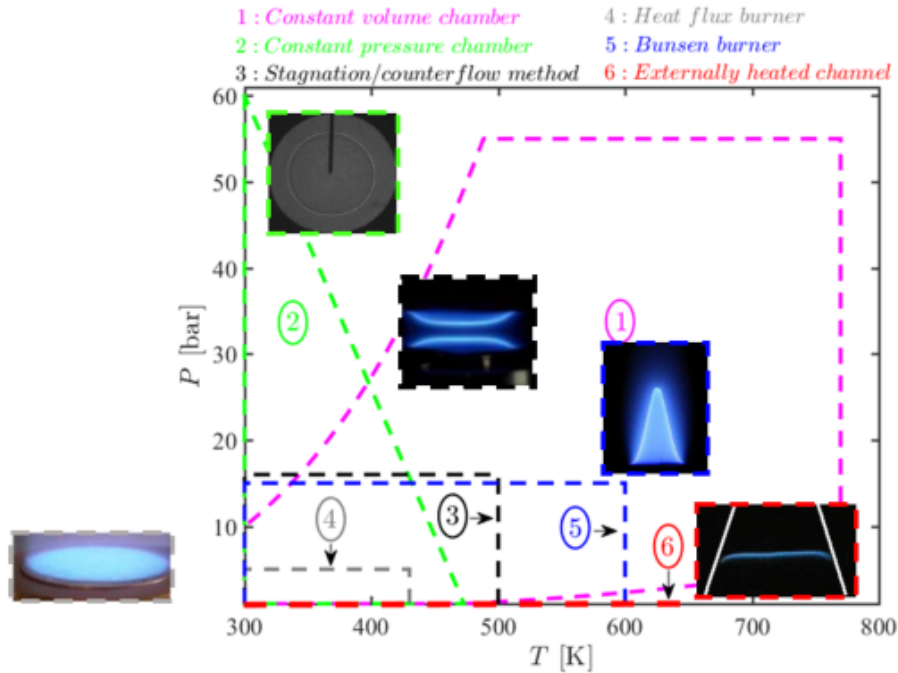 1 : Constant volume chamber
2 : Constant pressure chamber
3 : Stagnation/counterflow method
4 : Heat flux burner
5 : Bunsen burner
6 : Externally heated channel
60
50
40
30
20
10
P [bar]
2
1
4
3
5
6
300 400 500 600 700 800
T [K]